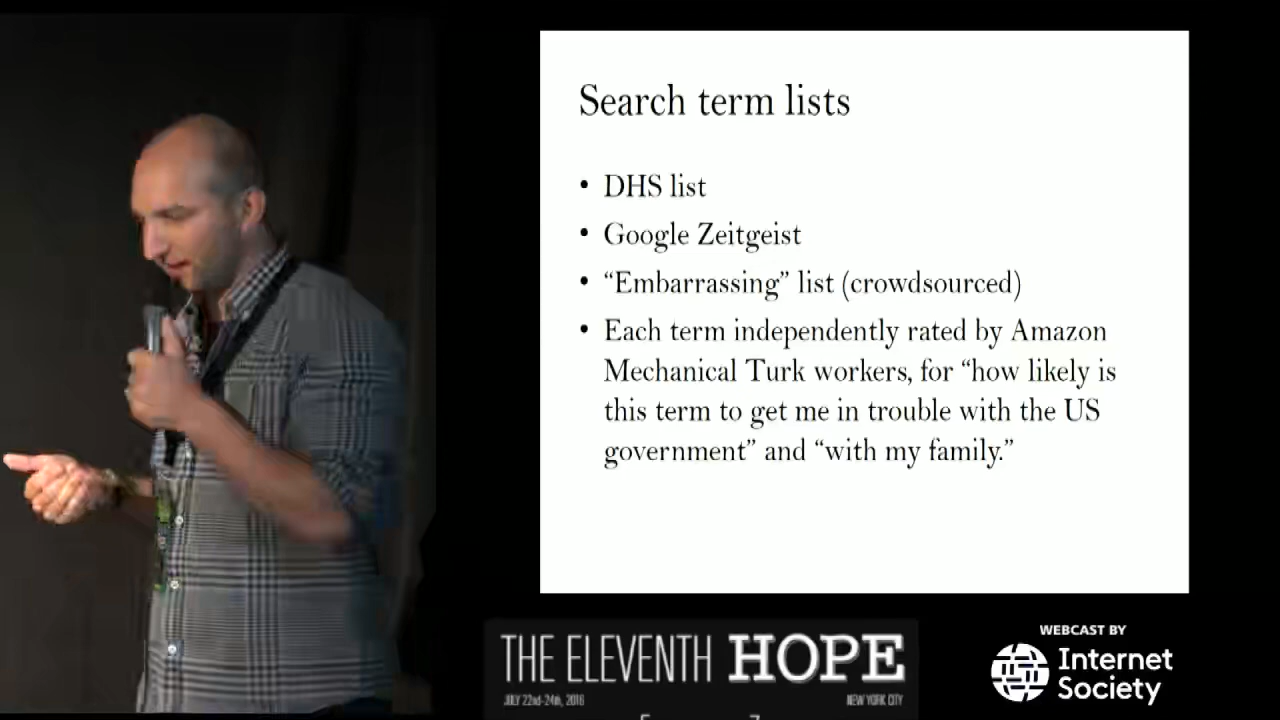 Search term lists
• DHS list
• Google Zeitgeist
• “Embarrassing” list (crowdsourced)
• Each term independently rated by Amazon
Mechanical Turk workers, for “how likely is
this term to get me in trouble with the US
government” and “with my family.”
THE ELEVENTH HOPE
JULY 22nd-24th, 2016
NEW YORK CITY
WEBCAST BY
Internet
Society